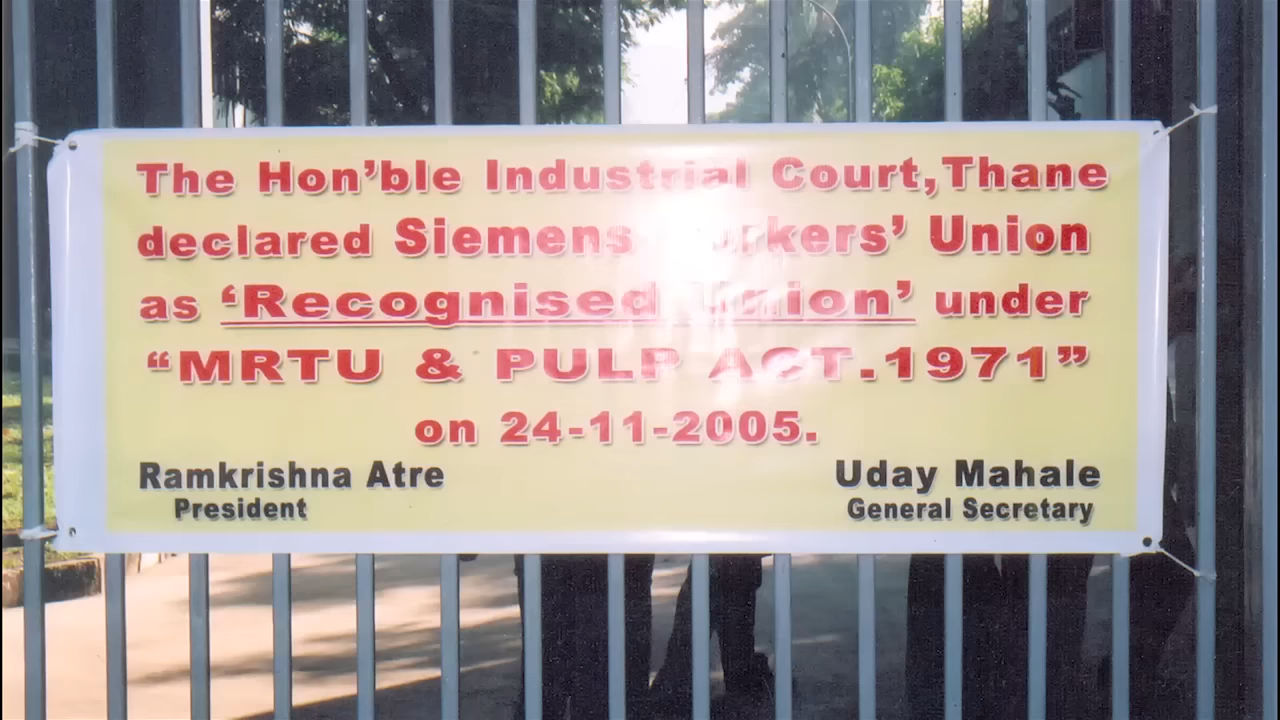 The Hon'ble Industrial Court,Thane
declared Siemens Workers' Union
as 'Recognised Union' under
"MRTU & PULP ACT.1971"
on 24-11-2005.
Ramkrishna Atre
Uday Mahale
President
General Secretary